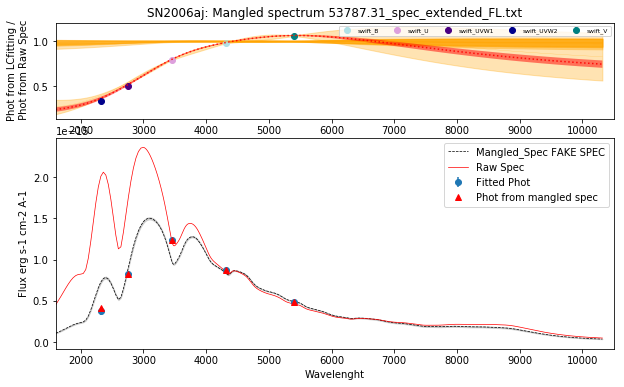 SN2006aj: Mangled spectrum 53787.31_spec_extended_FL.txt
Phot from LCfitting /
Phot from Raw Spec
1.0
0.5
swift_B
swift_U
swift_UVW1
swift_UVW2
swift_V
2000 3000 4000 5000 6000 7000 8000 9000 10000
Flux erg s-1 cm-2 A-1
2.0
1.5
1.0
0.5
0.0
Mangled_Spec FAKE SPEC
Raw Spec
Fitted Phot
Phot from mangled spec
2000 3000 4000 5000 6000 7000 8000 9000 10000
Wavelenght